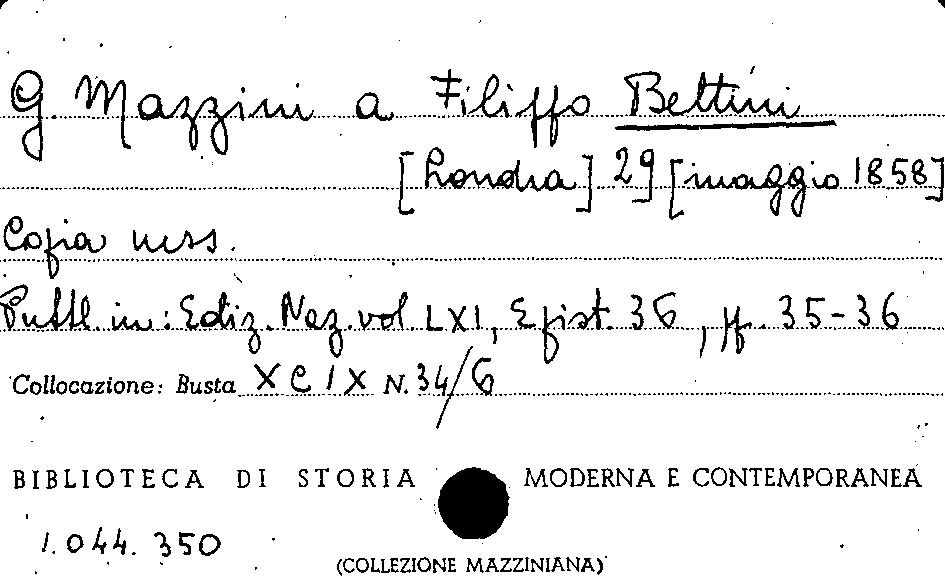 G. Mazzini a Filippo Bettini
[Londra] 29 [maggio 1858]
Copia mss.
Pubbl. in: Ediz. Naz. vol. LXI, Epist. 36, pp. 35-36
Collocazione: Busta XCIX N. 34/6
BIBLIOTECA DI STORIA MODERNA E CONTEMPORANEA
1.044.350
(COLLEZIONE MAZZINIANA)